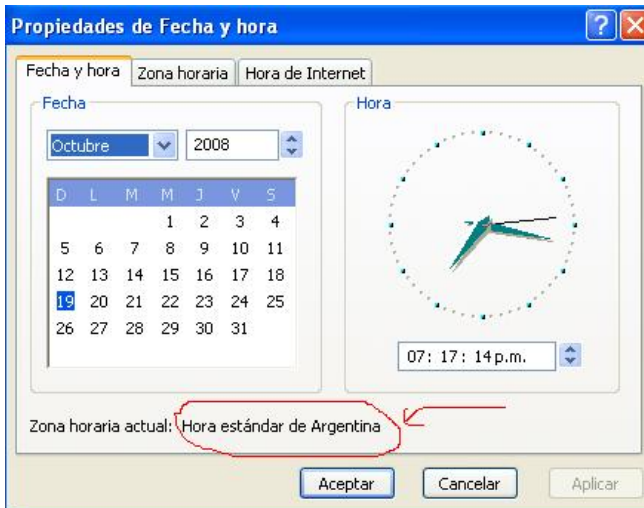 Propiedades de Fecha y hora
Fecha y hora Zona horaria Hora de Internet
Fecha
Hora
Octubre 2008
D L M M J V S
1 2 3 4
5 6 7 8 9 10 11
12 13 14 15 16 17 18
19 20 21 22 23 24 25
26 27 28 29 30 31
07: 17: 14 p.m.
Zona horaria actual: Hora estándar de Argentina
Aceptar Cancelar Aplicar